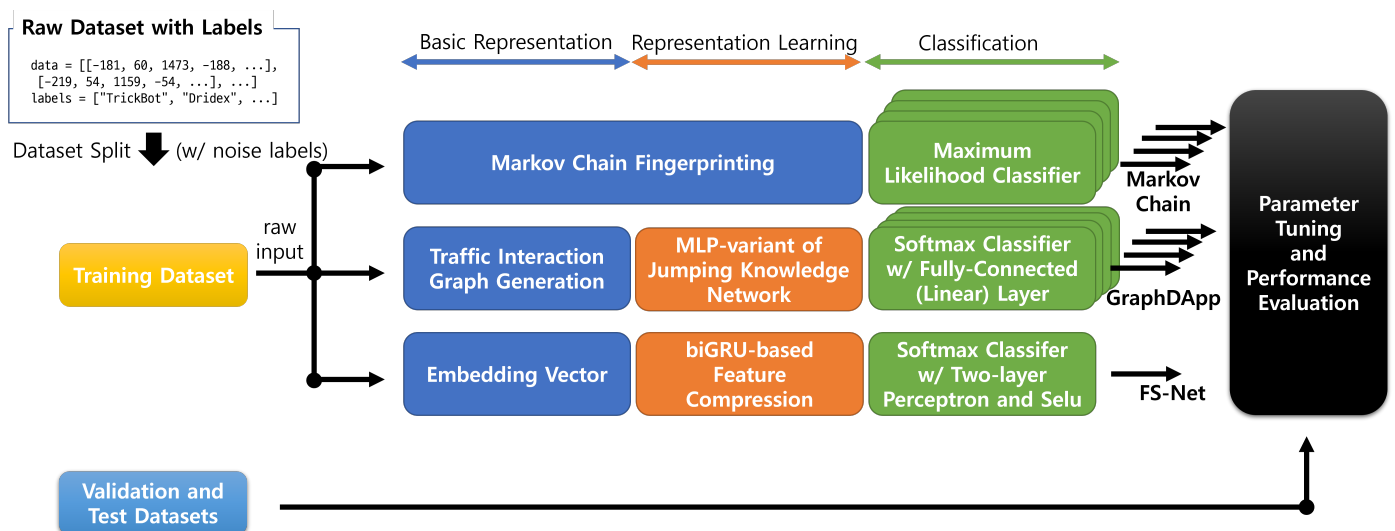 Raw Dataset with Labels
data = [[-181, 60, 1473, -188, ...],
[-219, 54, 1159, -54, ...], ...]
labels = ["TrickBot", "Dridex", ...]
Dataset Split
(w/ noise labels)
Training Dataset
raw
input
Basic Representation
Representation Learning
Classification
Markov Chain Fingerprinting
Maximum
Likelihood Classifier
Markov
Chain
Traffic Interaction
Graph Generation
MLP-variant of
Jumping Knowledge
Network
Softmax Classifier
w/ Fully-Connected
(Linear) Layer
GraphDApp
Embedding Vector
biGRU-based
Feature
Compression
Softmax Classifer
w/ Two-layer
Perceptron and Selu
FS-Net
Parameter
Tuning
and
Performance
Evaluation
Validation and
Test Datasets